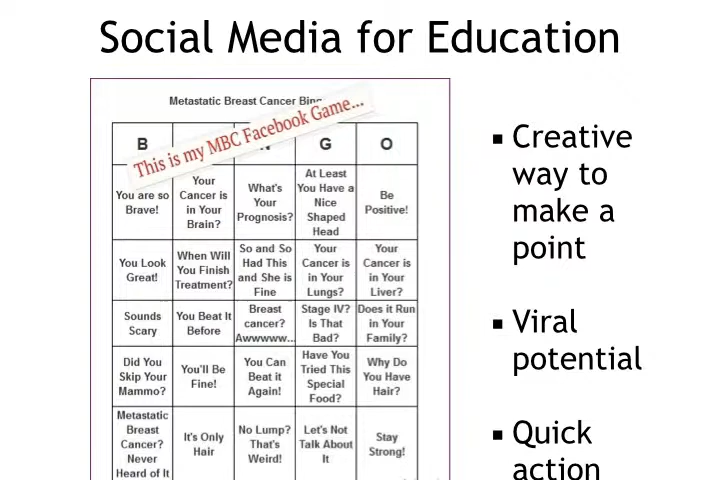 Social Media for Education
Metastatic Breast Cancer Bin
This is my MBC Facebook Game...
B G O
You are so
Brave!
Your
Cancer is
in Your
Brain?
What's
Your
Prognosis?
At Least
You Have a
Nice
Shaped
Head
Be
Positive!
You Look
Great!
When Will
You Finish
Treatment?
So and So
Had This
and She is
Fine
Your
Cancer is
in Your
Lungs?
Your
Cancer is
in Your
Liver?
Sounds
Scary
You Beat It
Before
Breast
cancer?
Awwwww...
Stage IV?
Is That
Bad?
Does it Run
in Your
Family?
Did You
Skip Your
Mammo?
You'll Be
Fine!
You Can
Beat it
Again!
Have You
Tried This
Special
Food?
Why Do
You Have
Hair?
Metastatic
Breast
Cancer?
Never
Heard of It
It's Only
Hair
No Lump?
That's
Weird!
Let's Not
Talk About
It
Stay
Strong!
▪ Creative
way to
make a
point
▪ Viral
potential
▪ Quick
action